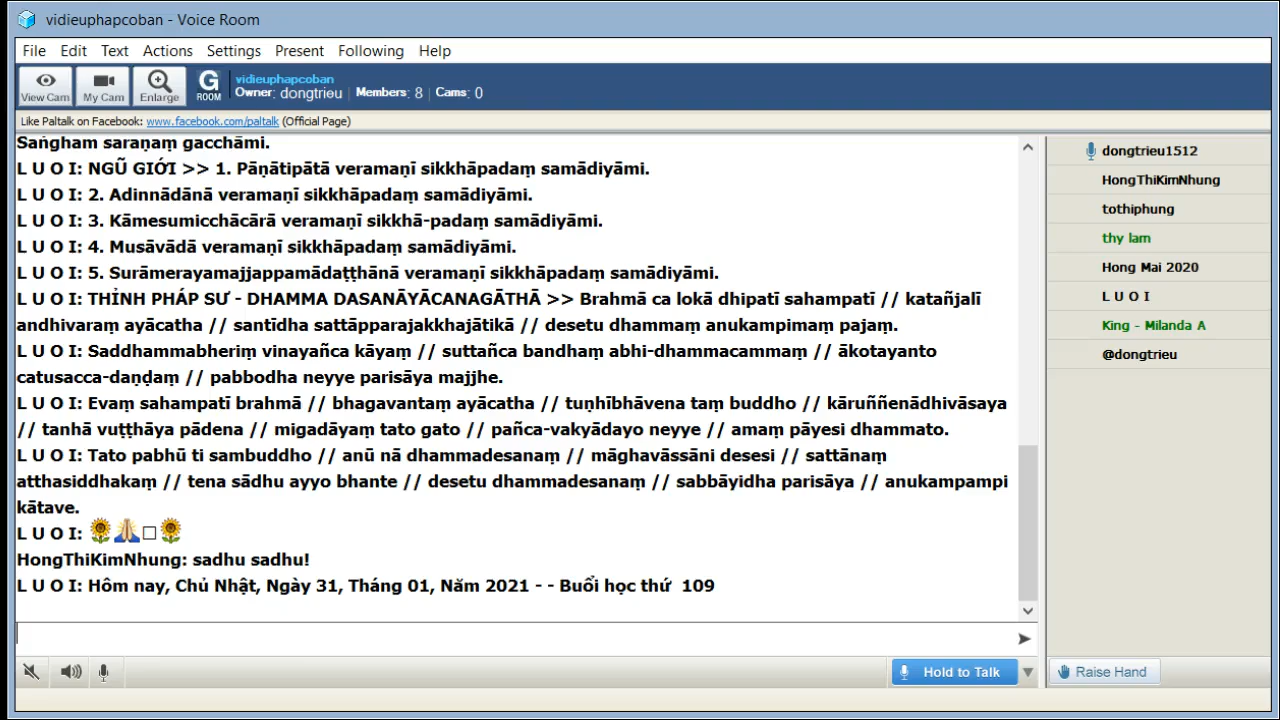 vidieuphapcoban - Voice Room
File Edit Text Actions Settings Present Following Help
View Cam My Cam Enlarge G ROOM
vidieuphapcoban
Owner: dongtrieu | Members: 8 | Cams: 0
Like Paltalk on Facebook: www.facebook.com/paltalk (Official Page)
Saṅgham saraṇaṃ gacchāmi.
L U O I: NGŨ GIỚI >> 1. Pāṇātipātā veramaṇī sikkhāpadaṃ samādiyāmi.
L U O I: 2. Adinnādānā veramaṇī sikkhāpadaṃ samādiyāmi.
L U O I: 3. Kāmesumicchācārā veramaṇī sikkhā-padaṃ samādiyāmi.
L U O I: 4. Musāvādā veramaṇī sikkhāpadaṃ samādiyāmi.
L U O I: 5. Surāmerayamajjappamādaṭṭhānā veramaṇī sikkhāpadaṃ samādiyāmi.
L U O I: THỈNH PHÁP SƯ - DHAMMA DASANĀYĀCANAGĀTHĀ >> Brahmā ca lokā dhipatī sahampatī // katañjalī
andhivaraṃ ayācatha // santīdha sattāpparajakkhajātikā // desetu dhammaṃ anukampimaṃ pajaṃ.
L U O I: Saddhammabheriṃ vinayañca kāyaṃ // suttañca bandhaṃ abhi-dhammacammaṃ // ākotayanto
catusacca-daṇḍaṃ // pabbodha neyye parisāya majjhe.
L U O I: Evaṃ sahampatī brahmā // bhagavantaṃ ayācatha // tuṇhībhāvena taṃ buddho // kāruññenādhivāsaya
// tanhā vuṭṭhāya pādena // migadāyaṃ tato gato // pañca-vakyādayo neyye // amaṃ pāyesi dhammato.
L U O I: Tato pabhū ti sambuddho // anū nā dhammadesanaṃ // māghavāssāni desesi // sattānaṃ
atthasiddhakaṃ // tena sādhu ayyo bhante // desetu dhammadesanaṃ // sabbāyidha parisāya // anukampampi
kātave.
L U O I: 🌻🙏□🌻
HongThiKimNhung: sadhu sadhu!
L U O I: Hôm nay, Chủ Nhật, Ngày 31, Tháng 01, Năm 2021 - - Buổi học thứ 109
dongtrieu1512
HongThiKimNhung
tothiphung
thy lam
Hong Mai 2020
L U O I
King - Milanda A
@dongtrieu
Hold to Talk
Raise Hand